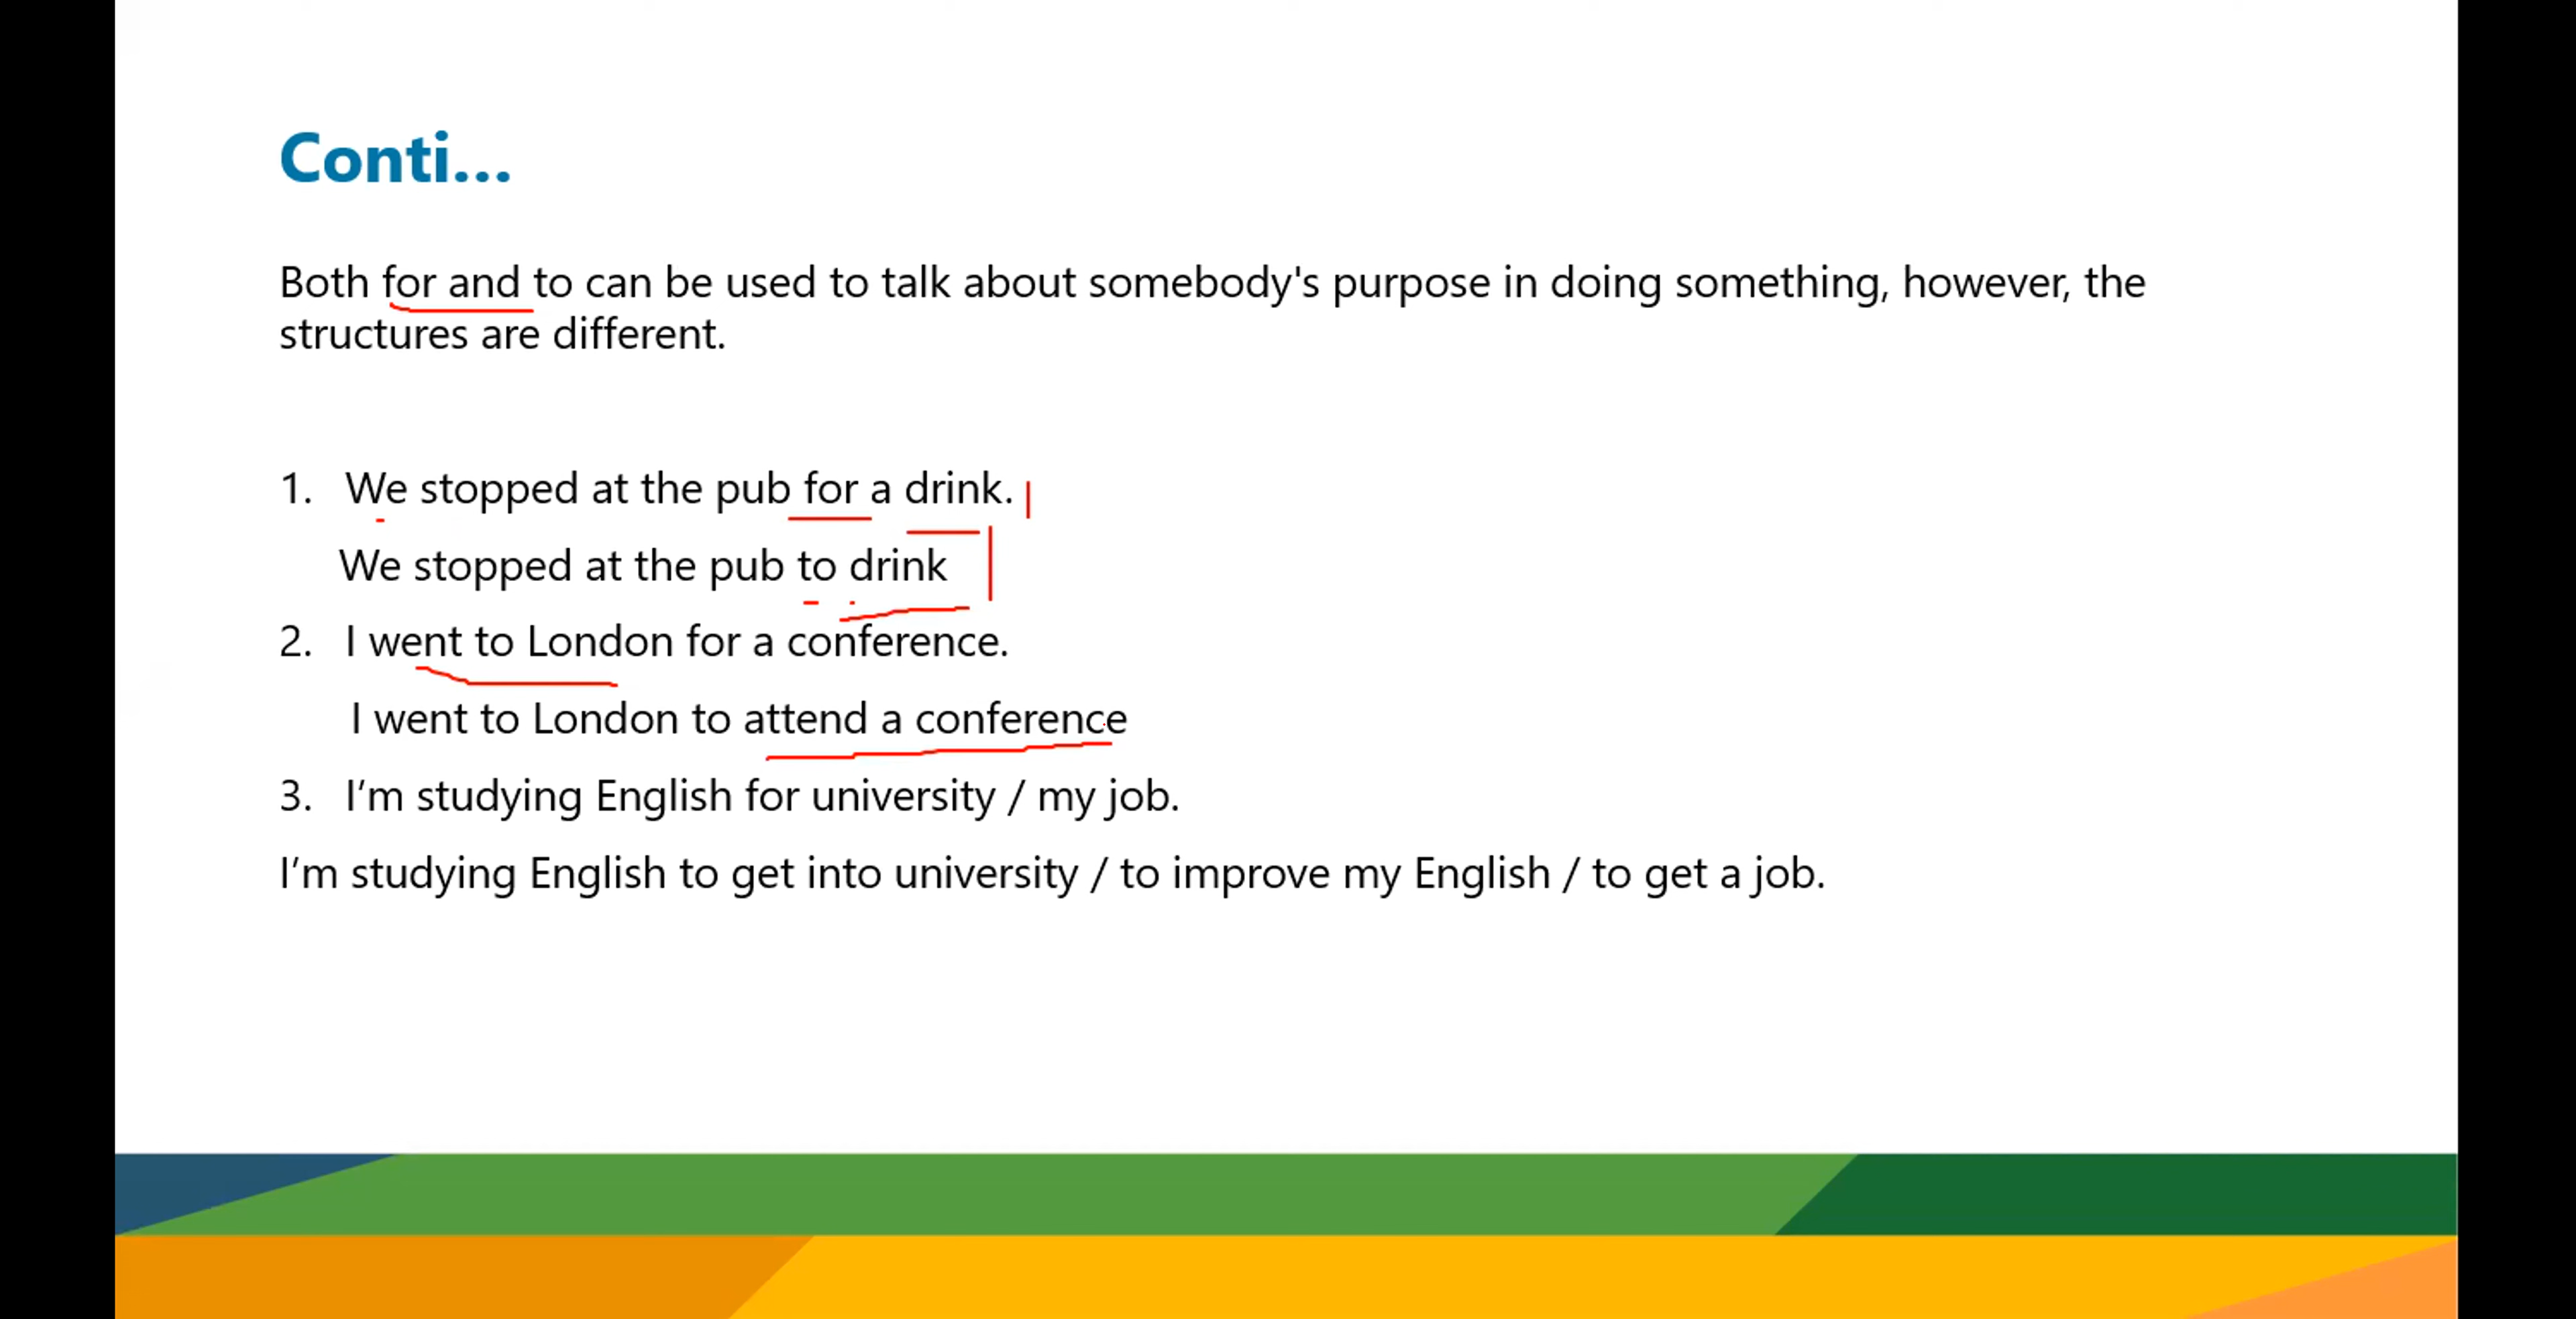 Conti...
Both for and to can be used to talk about somebody's purpose in doing something, however, the
structures are different.
1. We stopped at the pub for a drink.
We stopped at the pub to drink
2. I went to London for a conference.
I went to London to attend a conference
3. I’m studying English for university / my job.
I’m studying English to get into university / to improve my English / to get a job.